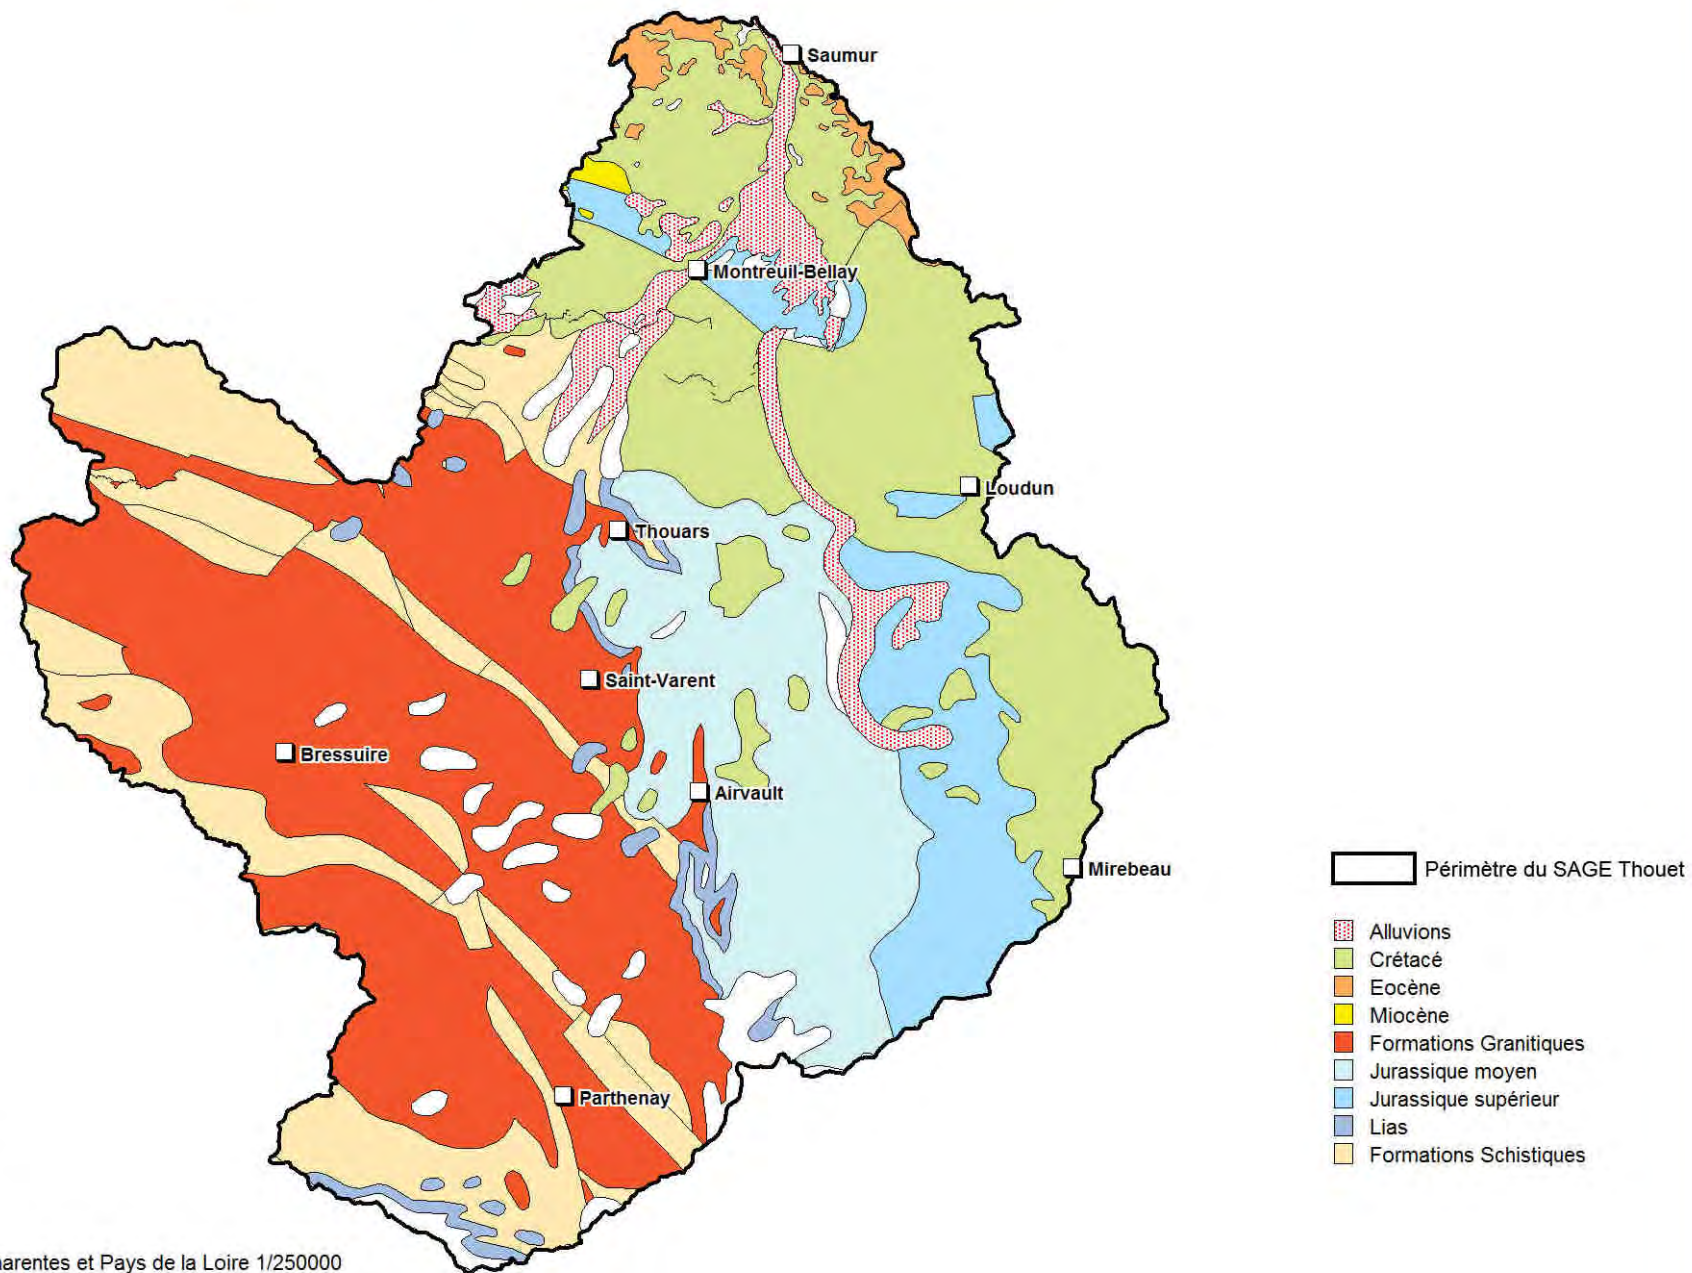 Saumur
Montreuil-Bellay
Loudun
Thouars
Saint-Varent
Bressuire
Airvault
Mirebeau
Parthenay
Périmètre du SAGE Thouet
Alluvions
Crétacé
Eocène
Miocène
Formations Granitiques
Jurassique moyen
Jurassique supérieur
Lias
Formations Schistiques
et Pays de la Loire 1/250000